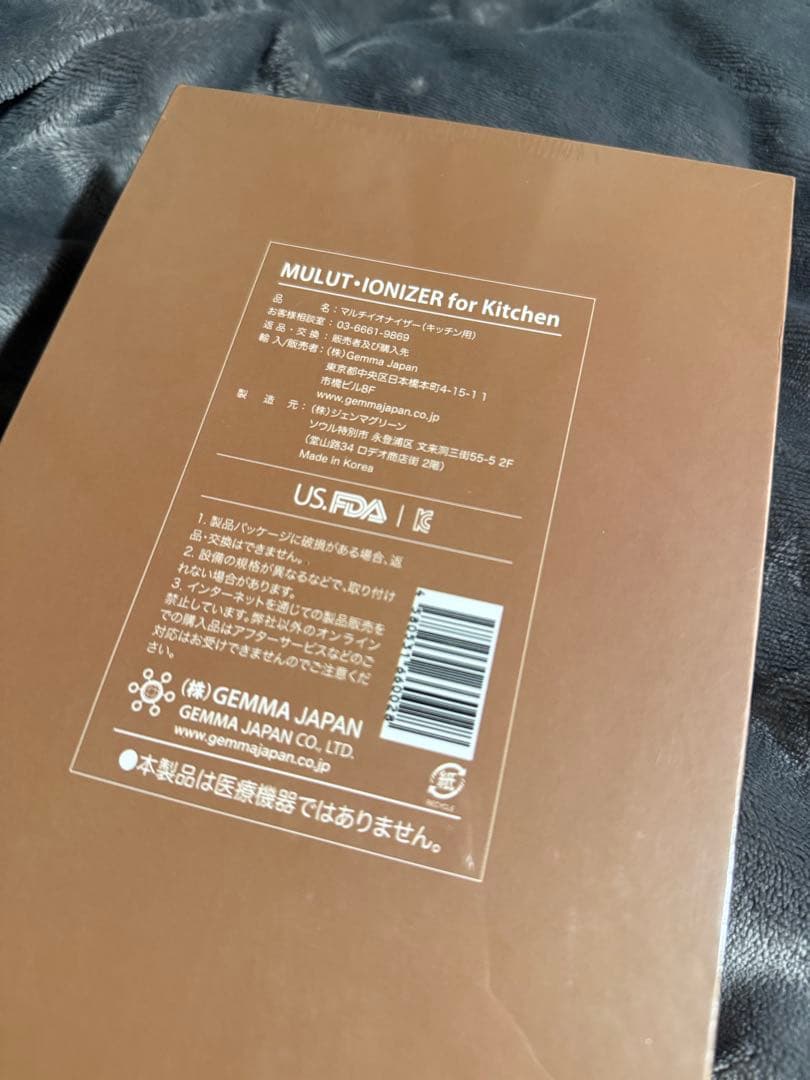 MULUT・IONIZER for Kitchen
品名：マルチイオナイザー（キッチン用）
お客様相談室：03-6661-9869
返品・交換：販売者及び購入先
輸入/販売者：（株）Gemma Japan
東京都中央区日本橋本町4-15-11
市橋ビル8F
www.gemmajapan.co.jp
製造元：（株）ジェンマグリーン
ソウル特別市 永登浦区 文来洞三街55-5 2F
（堂山路34 ロデオ商店街 2階）
Made in Korea
US.FDA | KC
1. 製品パッケージに破損がある場合、返
品・交換はできません。
2. 設備の規格が異なるなどで、取り付け
れない場合があります。
3. インターネットを通じての製品販売を
禁止しています。弊社以外のオンライン
での購入品はアフターサービスなどのご
対応はお受けできませんのでご注意くだ
さい。
（株）GEMMA JAPAN
GEMMA JAPAN CO., LTD.
www.gemmajapan.co.jp
紙
RECYCLE
●本製品は医療機器ではありません。